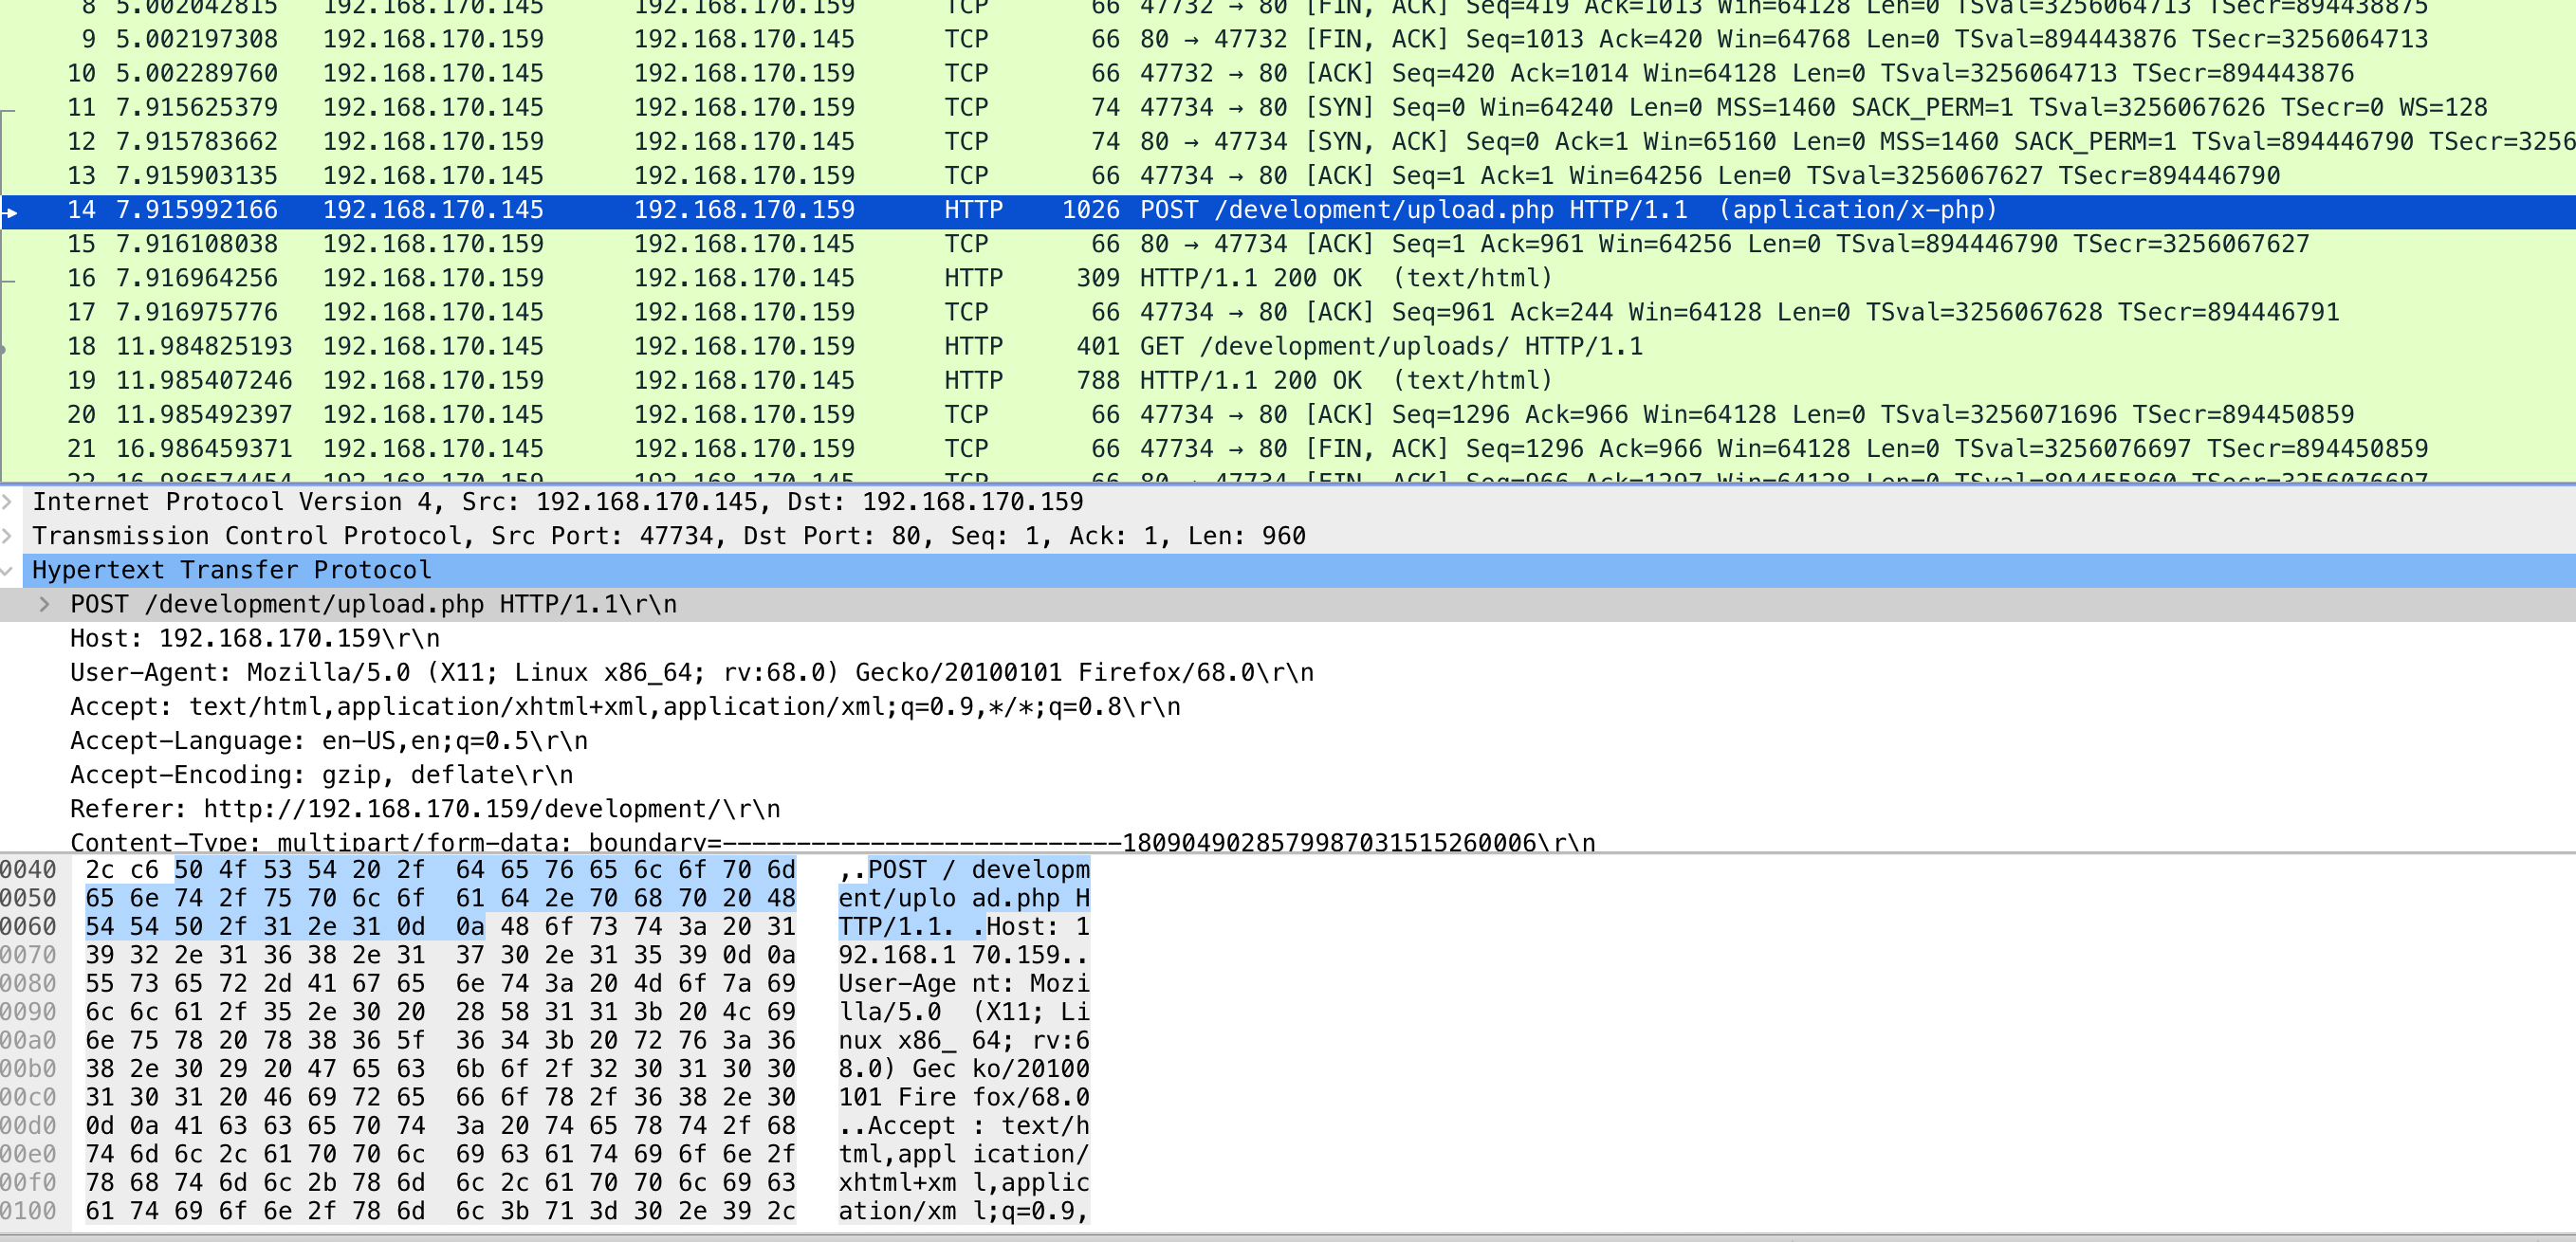 8 5.002042815 192.168.170.145 192.168.170.159 TCP 66 47732 → 80 [FIN, ACK] Seq=419 Ack=1013 Win=64128 Len=0 TSval=3256064713 TSecr=894438875
9 5.002197308 192.168.170.159 192.168.170.145 TCP 66 80 → 47732 [FIN, ACK] Seq=1013 Ack=420 Win=64768 Len=0 TSval=894443876 TSecr=3256064713
10 5.002289760 192.168.170.145 192.168.170.159 TCP 66 47732 → 80 [ACK] Seq=420 Ack=1014 Win=64128 Len=0 TSval=3256064713 TSecr=894443876
11 7.915625379 192.168.170.145 192.168.170.159 TCP 74 47734 → 80 [SYN] Seq=0 Win=64240 Len=0 MSS=1460 SACK_PERM=1 TSval=3256067626 TSecr=0 WS=128
12 7.915783662 192.168.170.159 192.168.170.145 TCP 74 80 → 47734 [SYN, ACK] Seq=0 Ack=1 Win=65160 Len=0 MSS=1460 SACK_PERM=1 TSval=894446790 TSecr=3256
13 7.915903135 192.168.170.145 192.168.170.159 TCP 66 47734 → 80 [ACK] Seq=1 Ack=1 Win=64256 Len=0 TSval=3256067627 TSecr=894446790
14 7.915992166 192.168.170.145 192.168.170.159 HTTP 1026 POST /development/upload.php HTTP/1.1 (application/x-php)
15 7.916108038 192.168.170.159 192.168.170.145 TCP 66 80 → 47734 [ACK] Seq=1 Ack=961 Win=64256 Len=0 TSval=894446790 TSecr=3256067627
16 7.916964256 192.168.170.159 192.168.170.145 HTTP 309 HTTP/1.1 200 OK (text/html)
17 7.916975776 192.168.170.145 192.168.170.159 TCP 66 47734 → 80 [ACK] Seq=961 Ack=244 Win=64128 Len=0 TSval=3256067628 TSecr=894446791
18 11.984825193 192.168.170.145 192.168.170.159 HTTP 401 GET /development/uploads/ HTTP/1.1
19 11.985407246 192.168.170.159 192.168.170.145 HTTP 788 HTTP/1.1 200 OK (text/html)
20 11.985492397 192.168.170.145 192.168.170.159 TCP 66 47734 → 80 [ACK] Seq=1296 Ack=966 Win=64128 Len=0 TSval=3256071696 TSecr=894450859
21 16.986459371 192.168.170.145 192.168.170.159 TCP 66 47734 → 80 [FIN, ACK] Seq=1296 Ack=966 Win=64128 Len=0 TSval=3256076697 TSecr=894450859
22 16.986574454 192.168.170.159 192.168.170.145 TCP 66 80 → 47734 [FIN, ACK] Seq=966 Ack=1297 Win=64128 Len=0 TSval=894455860 TSecr=3256076697
Internet Protocol Version 4, Src: 192.168.170.145, Dst: 192.168.170.159
Transmission Control Protocol, Src Port: 47734, Dst Port: 80, Seq: 1, Ack: 1, Len: 960
Hypertext Transfer Protocol
POST /development/upload.php HTTP/1.1\r\n
Host: 192.168.170.159\r\n
User-Agent: Mozilla/5.0 (X11; Linux x86_64; rv:68.0) Gecko/20100101 Firefox/68.0\r\n
Accept: text/html,application/xhtml+xml,application/xml;q=0.9,*/*;q=0.8\r\n
Accept-Language: en-US,en;q=0.5\r\n
Accept-Encoding: gzip, deflate\r\n
Referer: http://192.168.170.159/development/\r\n
Content-Type: multipart/form-data; boundary=---------------------------1809049028579987031515260006\r\n
0040 2c c6 50 4f 53 54 20 2f 64 65 76 65 6c 6f 70 6d ,.POST / developm
0050 65 6e 74 2f 75 70 6c 6f 61 64 2e 70 68 70 20 48 ent/uplo ad.php H
0060 54 54 50 2f 31 2e 31 0d 0a 48 6f 73 74 3a 20 31 TTP/1.1. .Host: 1
0070 39 32 2e 31 36 38 2e 31 37 30 2e 31 35 39 0d 0a 92.168.1 70.159..
0080 55 73 65 72 2d 41 67 65 6e 74 3a 20 4d 6f 7a 69 User-Age nt: Mozi
0090 6c 6c 61 2f 35 2e 30 20 28 58 31 31 3b 20 4c 69 lla/5.0 (X11; Li
00a0 6e 75 78 20 78 38 36 5f 36 34 3b 20 72 76 3a 36 nux x86_ 64; rv:6
00b0 38 2e 30 29 20 47 65 63 6b 6f 2f 32 30 31 30 30 8.0) Gec ko/20100
00c0 31 30 31 20 46 69 72 65 66 6f 78 2f 36 38 2e 30 101 Fire fox/68.0
00d0 0d 0a 41 63 63 65 70 74 3a 20 74 65 78 74 2f 68 ..Accept : text/h
00e0 74 6d 6c 2c 61 70 70 6c 69 63 61 74 69 6f 6e 2f tml,appl ication/
00f0 78 68 74 6d 6c 2b 78 6d 6c 2c 61 70 70 6c 69 63 xhtml+xm l,applic
0100 61 74 69 6f 6e 2f 78 6d 6c 3b 71 3d 30 2e 39 2c ation/xm l;q=0.9,